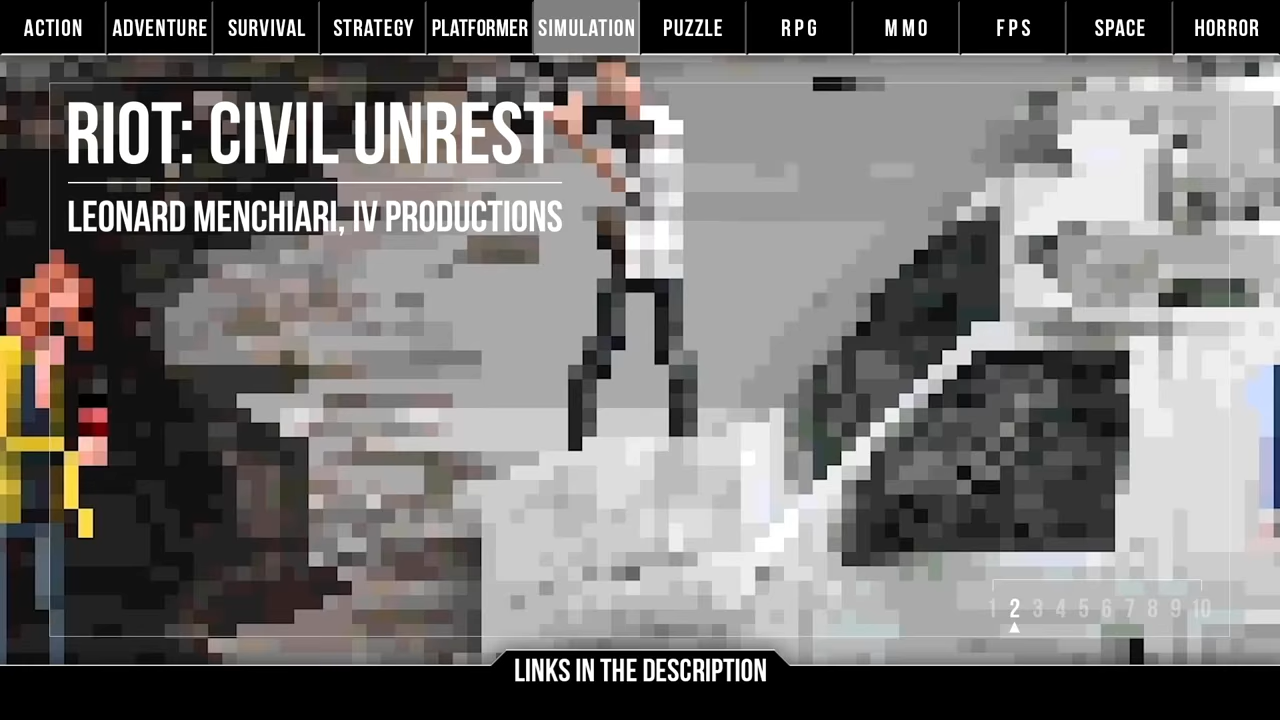 ACTION ADVENTURE SURVIVAL STRATEGY PLATFORMER SIMULATION PUZZLE RPG MMO FPS SPACE HORROR
RIOT: CIVIL UNREST
LEONARD MENCHIARI, IV PRODUCTIONS
1 2 3 4 5 6 7 8 9 10
LINKS IN THE DESCRIPTION